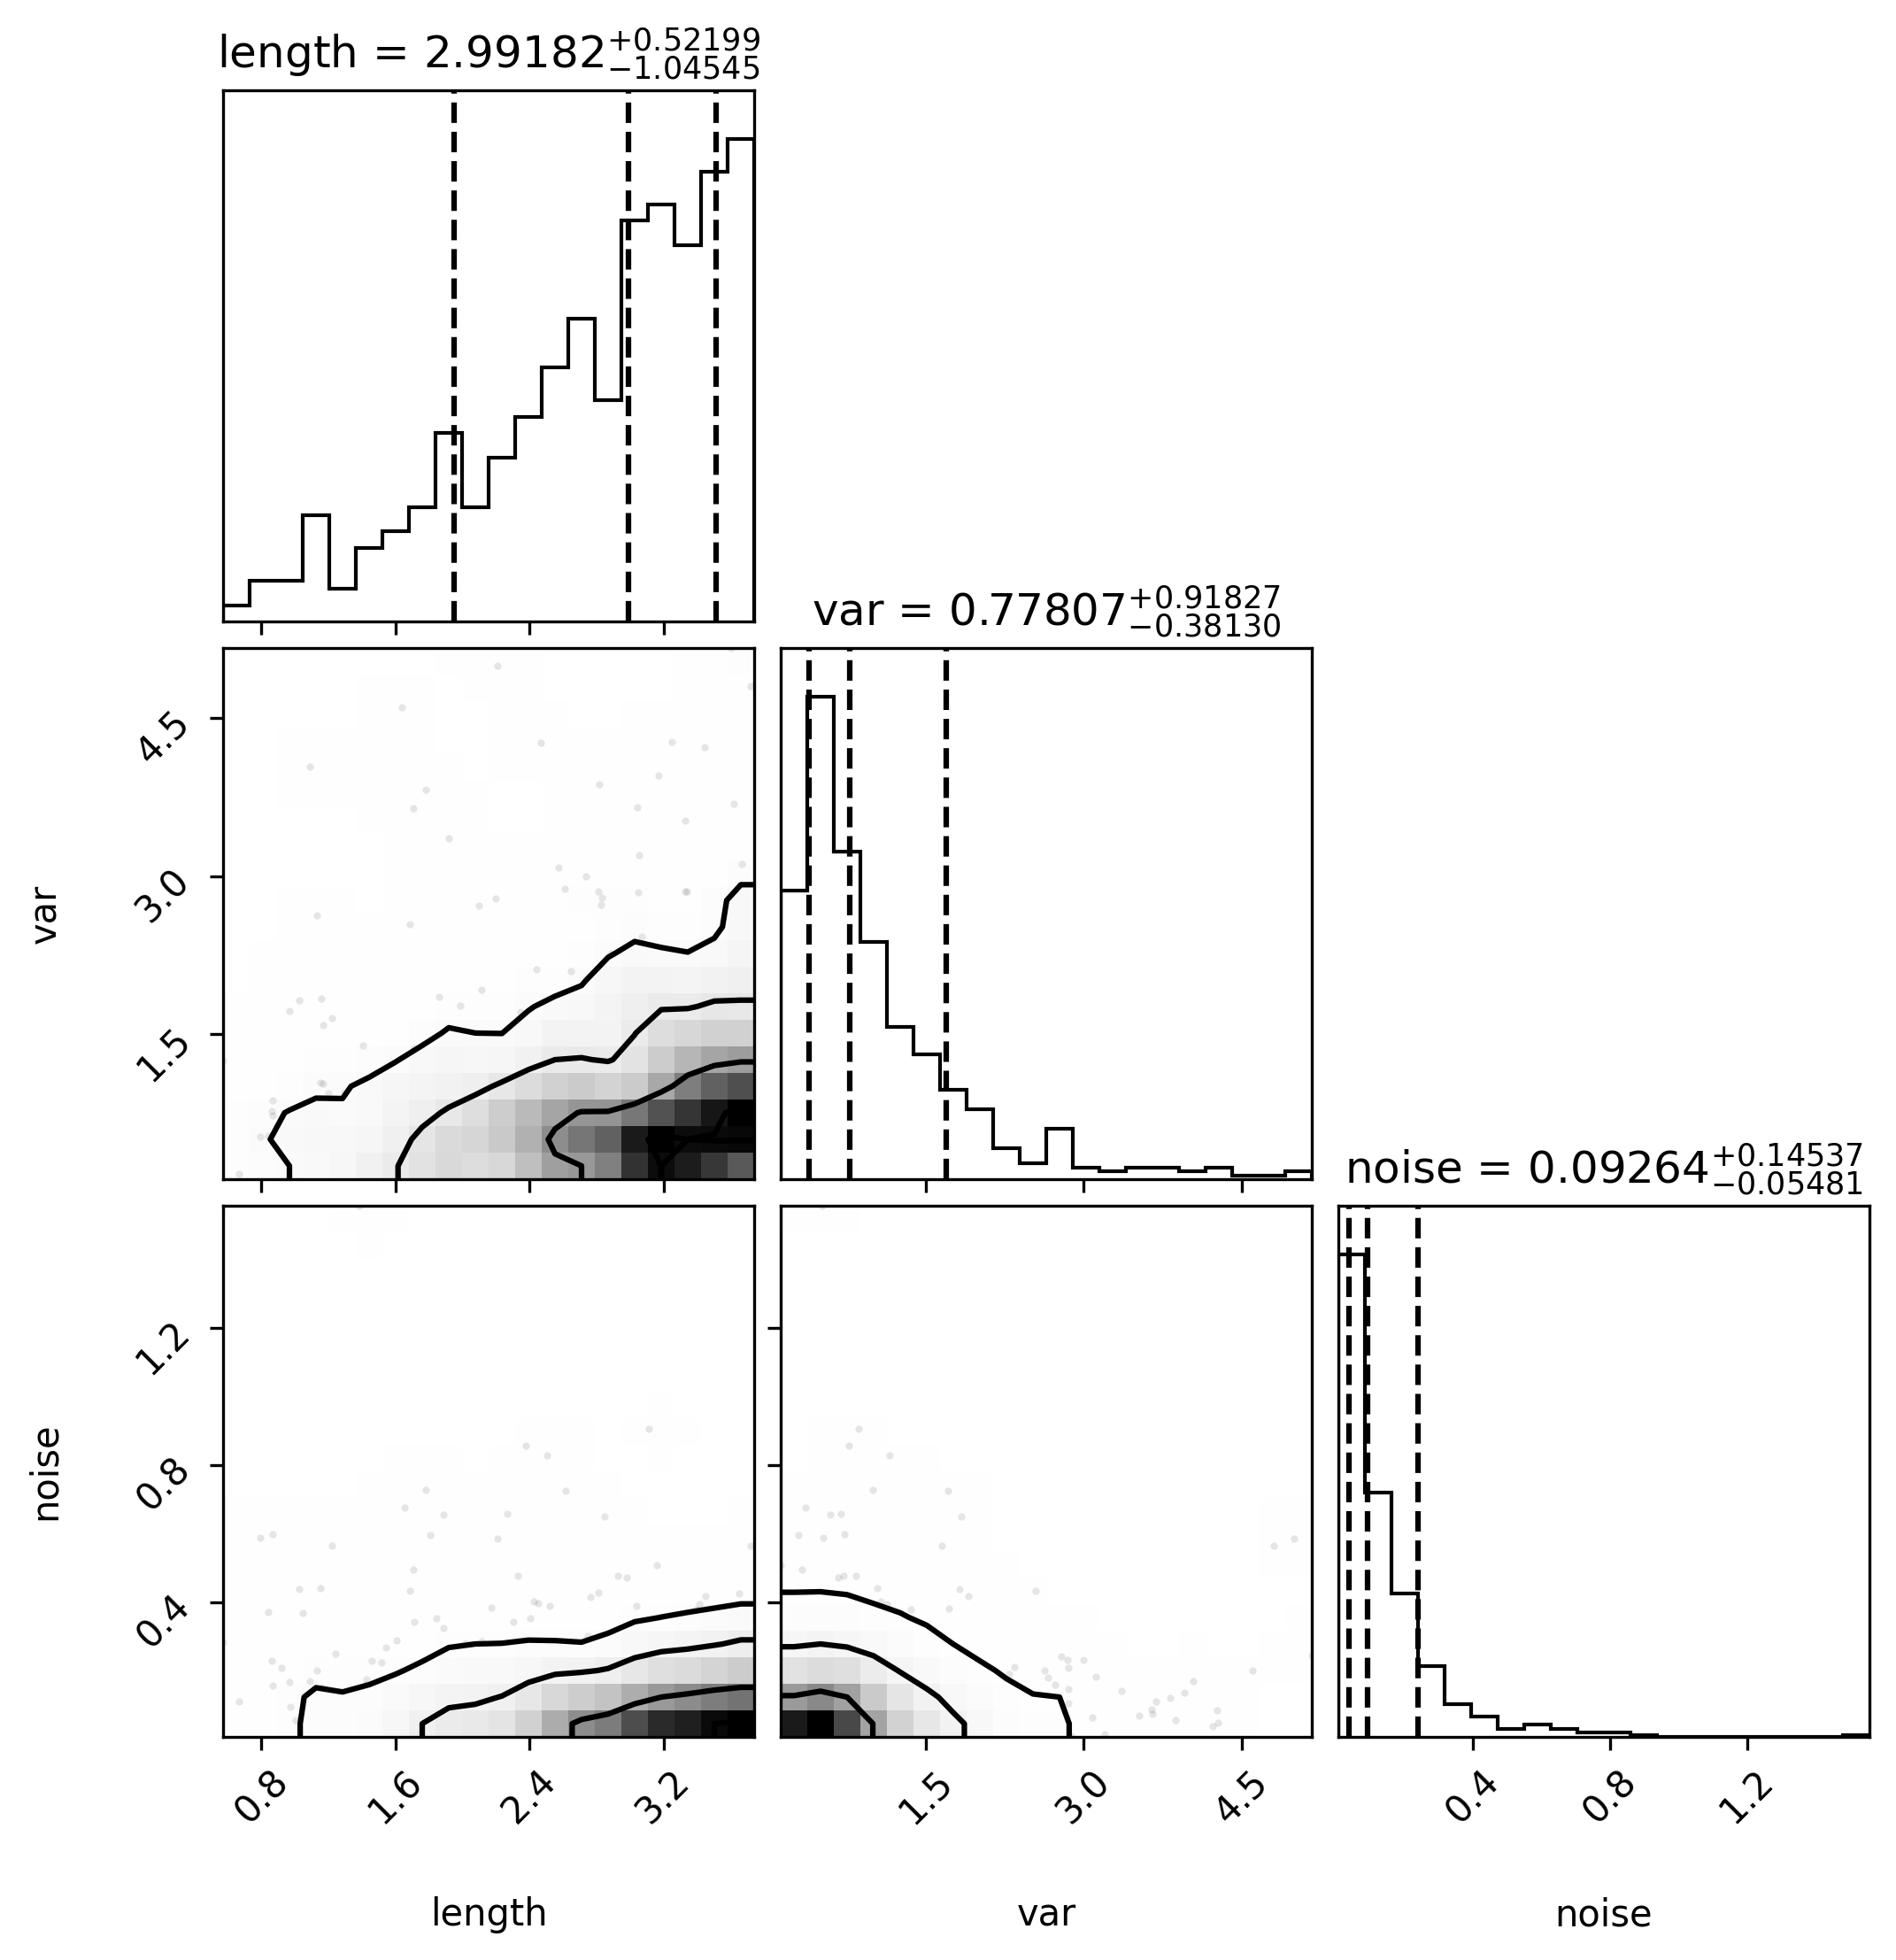 length = 2.99182 +0.52199 −1.04545
var = 0.77807 +0.91827 −0.38130
4.5
3.0
1.5
var
noise = 0.09264 +0.14537 −0.05481
1.2
0.8
0.4
noise
0.8 1.6 2.4 3.2 1.5 3.0 4.5 0.4 0.8 1.2
length var noise